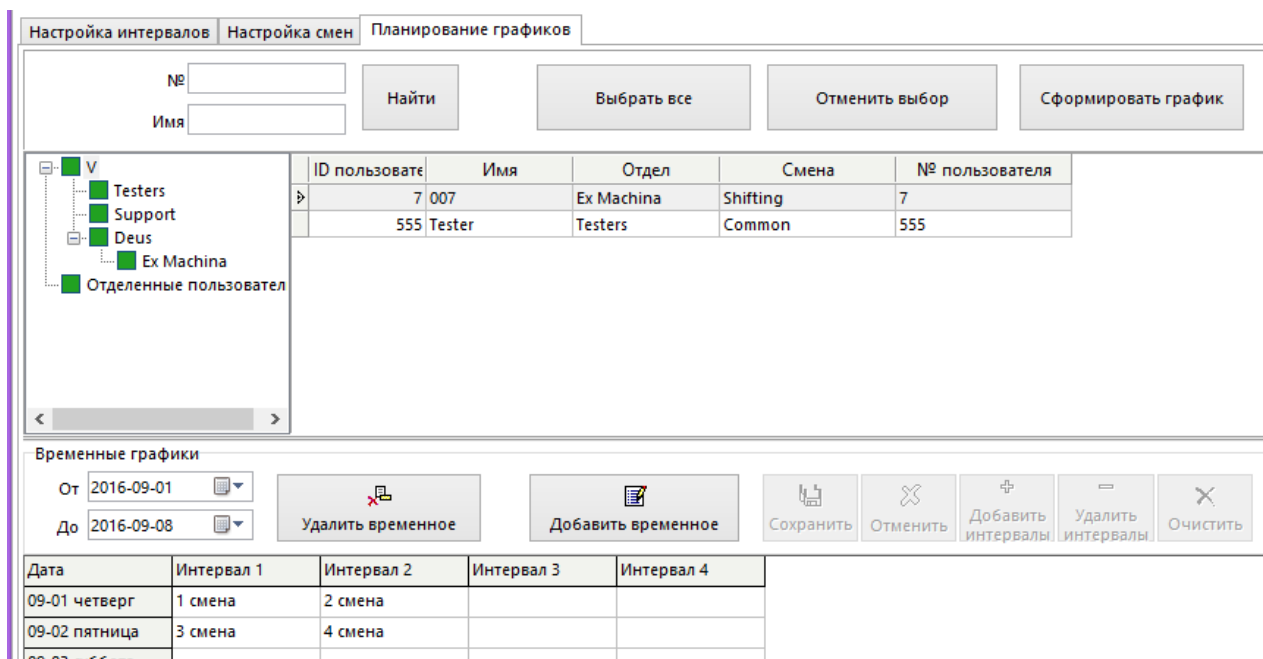 Настройка интервалов Настройка смен Планирование графиков
№
Имя
Найти Выбрать все Отменить выбор Сформировать график
V
Testers
Support
Deus
Ex Machina
Отделенные пользовател
ID пользовате Имя Отдел Смена № пользователя
7 007 Ex Machina Shifting 7
555 Tester Testers Common 555
Временные графики
От 2016-09-01
До 2016-09-08
Удалить временное Добавить временное Сохранить Отменить Добавить интервалы Удалить интервалы Очистить
Дата Интервал 1 Интервал 2 Интервал 3 Интервал 4
09-01 четверг 1 смена 2 смена
09-02 пятница 3 смена 4 смена